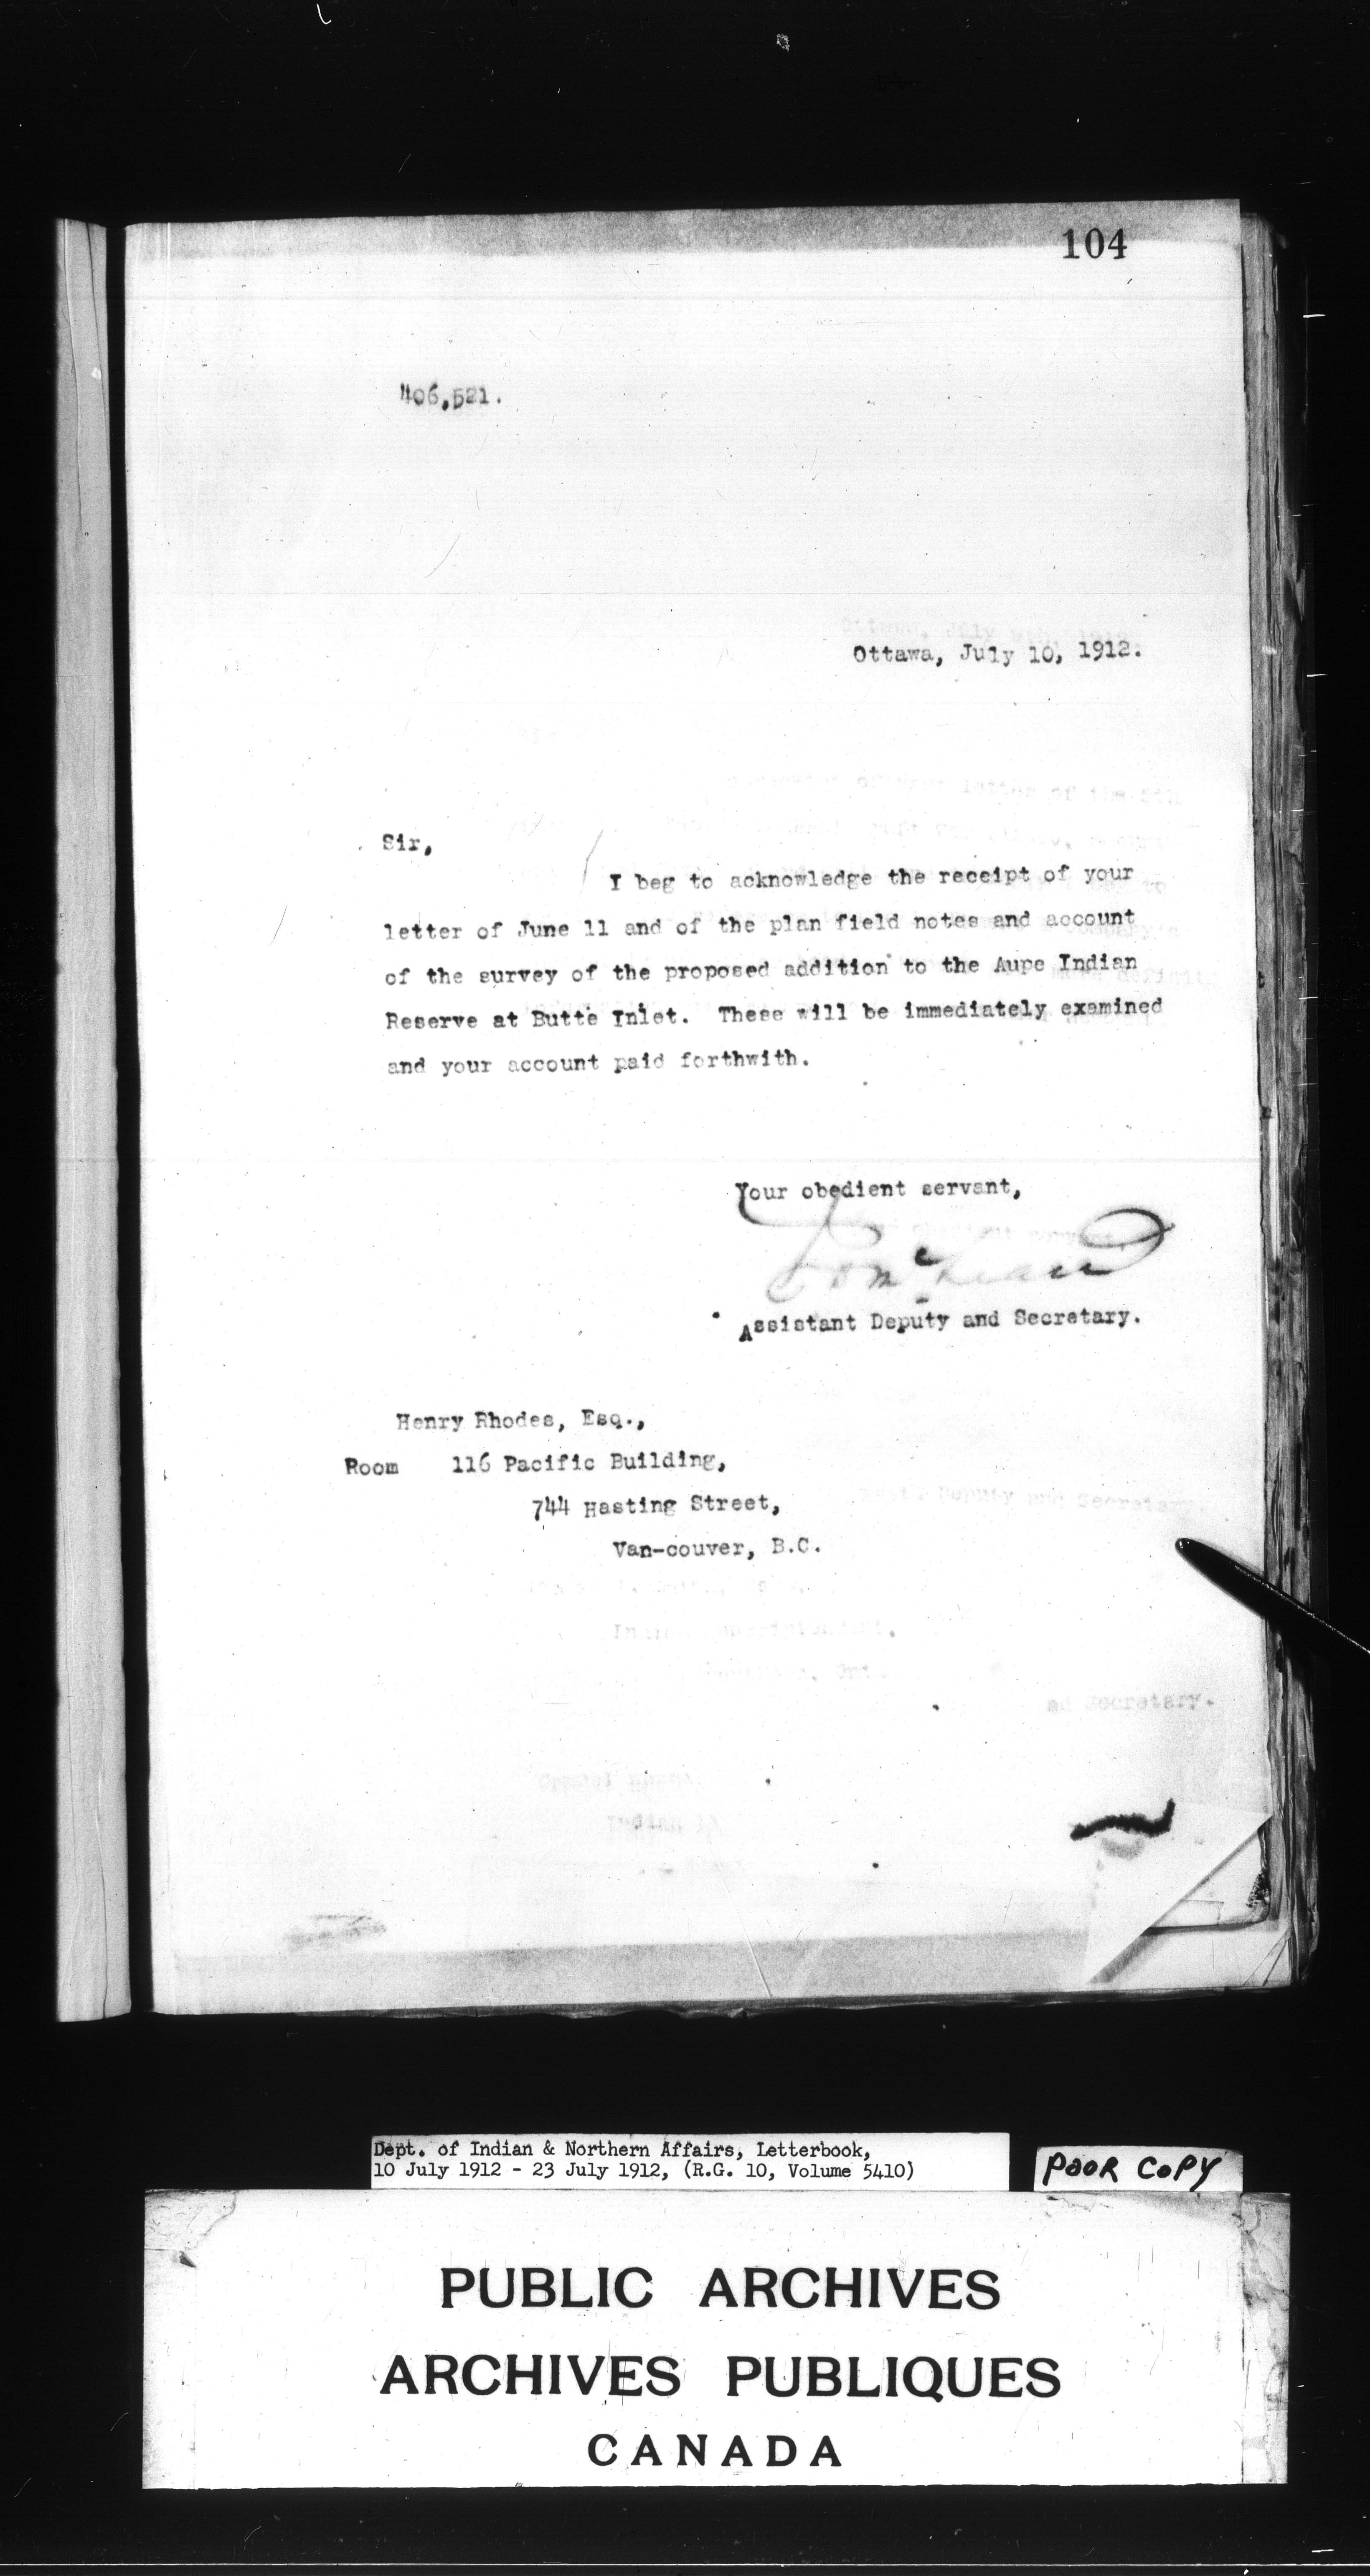 104
406,521.
Ottawa, July 10, 1912.
Sir,
I beg to acknowledge the receipt of your
letter of June 11 and of the plan field notes and account
of the survey of the proposed addition to the Aupe Indian
Reserve at Butte Inlet. These will be immediately examined
and your account paid forthwith.
Your obedient servant,
Assistant Deputy and Secretary.
Henry Rhodes, Esq.,
Room 116 Pacific Building,
744 Hasting Street,
Van-couver, B.C.
Dept. of Indian & Northern Affairs, Letterbook,
10 July 1912 - 23 July 1912, (R.G. 10, Volume 5410)
POOR COPY
PUBLIC ARCHIVES
ARCHIVES PUBLIQUES
CANADA